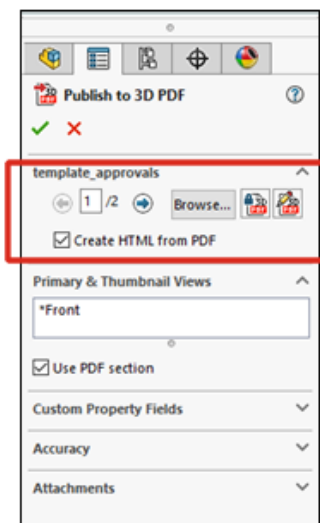 Publish to 3D PDF
template_approvals
1 /2 Browse...
Create HTML from PDF
Primary & Thumbnail Views
*Front
Use PDF section
Custom Property Fields
Accuracy
Attachments